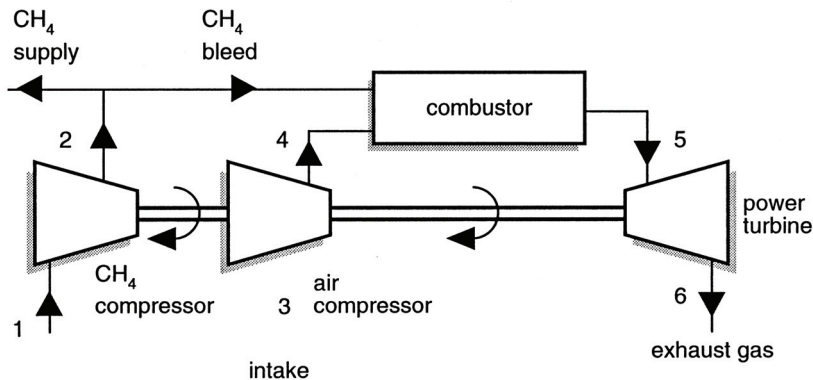 CH₄
supply
CH₄
bleed
combustor
2
4
5
power
turbine
CH₄
compressor
air
compressor
1
3
6
intake
exhaust gas